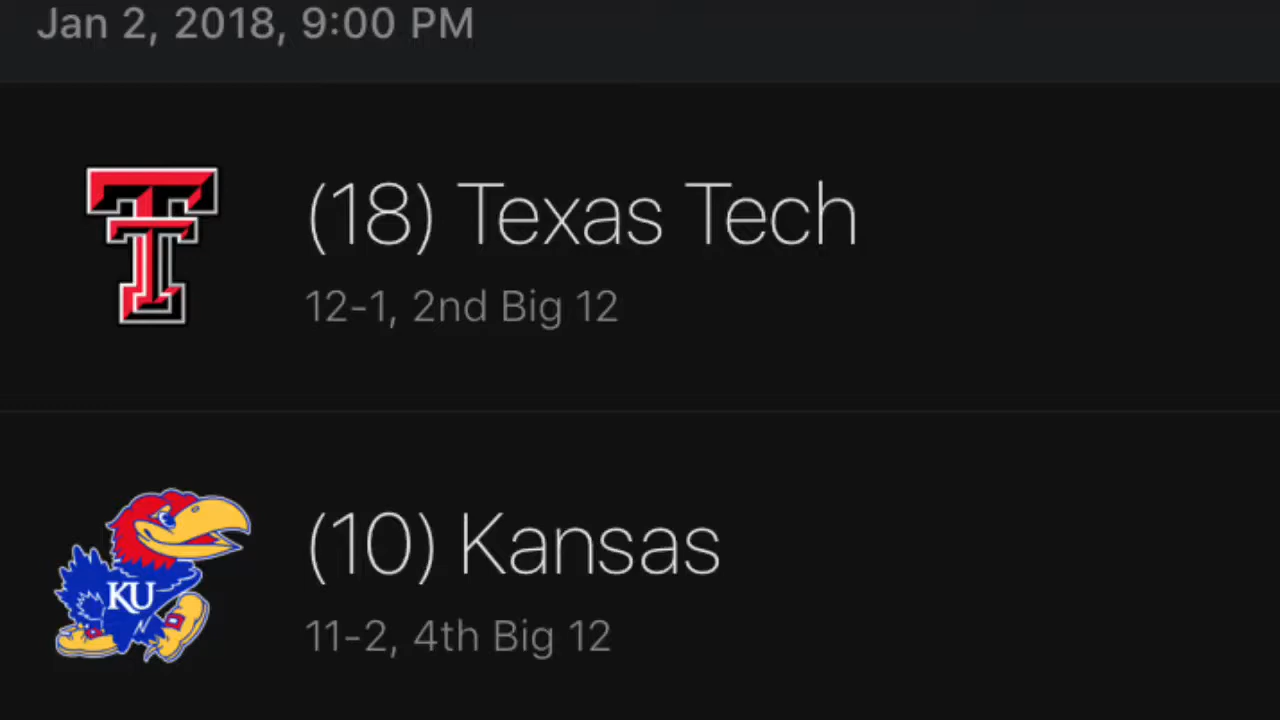 Jan 2, 2018, 9:00 PM
(18) Texas Tech
12-1, 2nd Big 12
(10) Kansas
KU
11-2, 4th Big 12